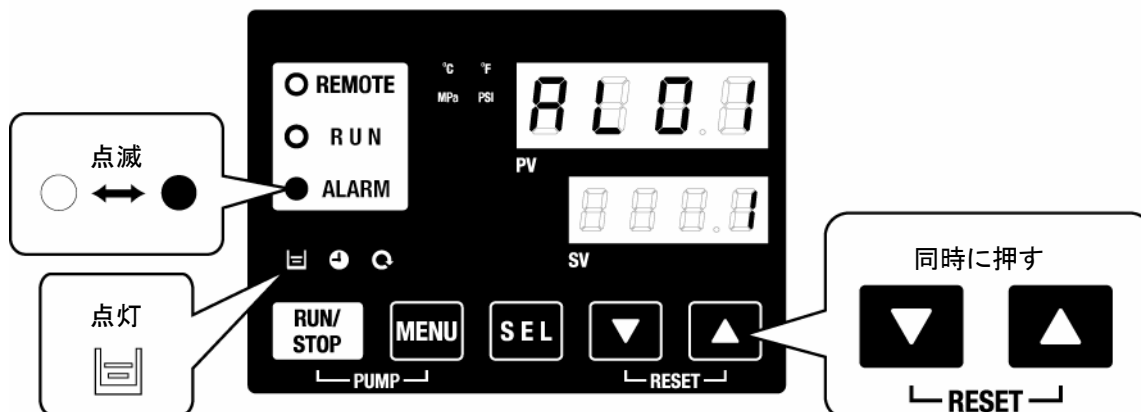 点滅
点灯
REMOTE
RUN
ALARM
°C °F
MPa PSI
AL01
PV
1
SV
RUN/
STOP
MENU
SEL
▼
▲
PUMP
RESET
同時に押す
▼ ▲
RESET